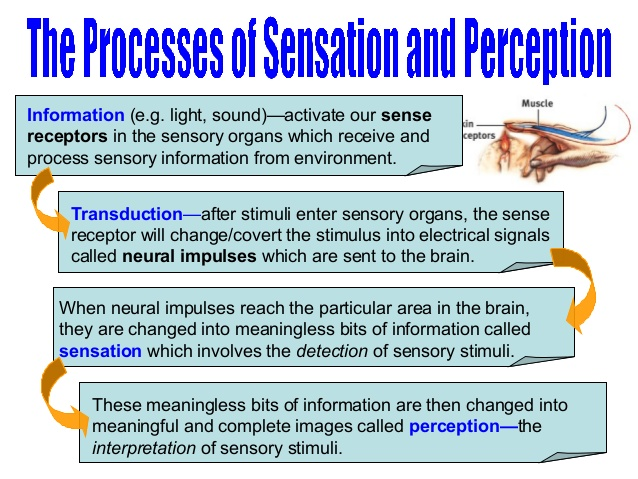 The Processes of Sensation and Perception
Information (e.g. light, sound)—activate our sense
receptors in the sensory organs which receive and
process sensory information from environment.
Muscle
kin
ceptors
Transduction—after stimuli enter sensory organs, the sense
receptor will change/covert the stimulus into electrical signals
called neural impulses which are sent to the brain.
When neural impulses reach the particular area in the brain,
they are changed into meaningless bits of information called
sensation which involves the detection of sensory stimuli.
These meaningless bits of information are then changed into
meaningful and complete images called perception—the
interpretation of sensory stimuli.